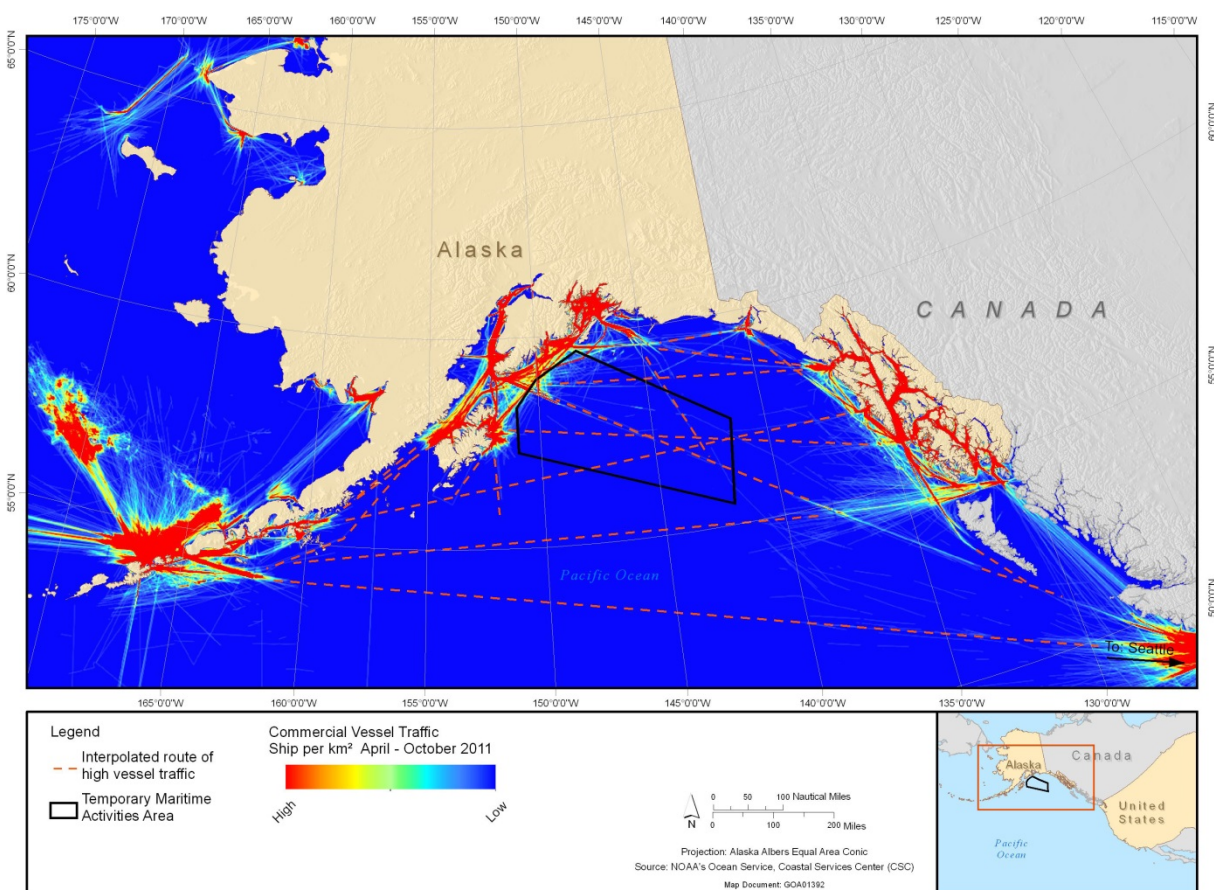 175°0'0"W 170°0'0"W 165°0'0"W 160°0'0"W 155°0'0"W 150°0'0"W 145°0'0"W 140°0'0"W 135°0'0"W 130°0'0"W 125°0'0"W 120°0'0"W 115°0'0"W
65°0'0"N
60°0'0"N
Alaska
60°0'0"N
CANADA
55°0'0"N
55°0'0"N
Pacific Ocean
50°0'0"N
To: Seattle
165°0'0"W 160°0'0"W 155°0'0"W 150°0'0"W 145°0'0"W 140°0'0"W 135°0'0"W 130°0'0"W
Legend
Interpolated route of
high vessel traffic
Temporary Maritime
Activities Area
Commercial Vessel Traffic
Ship per km² April - October 2011
High
Low
N
0 50 100 Nautical Miles
0 100 200 Miles
Projection: Alaska Albers Equal Area Conic
Source: NOAA's Ocean Service, Coastal Services Center (CSC)
Map Document: GOA01392
Alaska
Canada
United
States
Pacific
Ocean